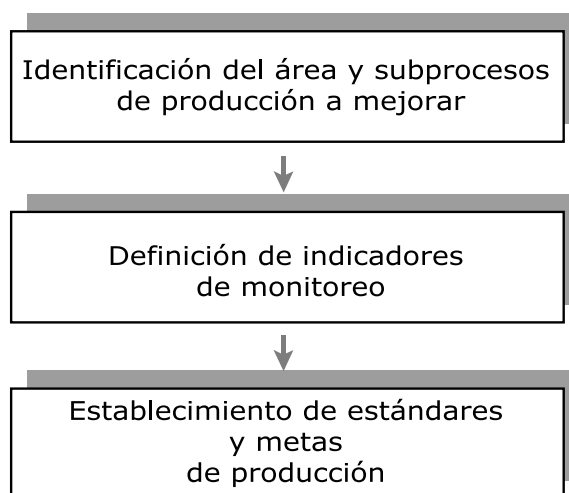 Identificación del área y subprocesos
de producción a mejorar
Definición de indicadores
de monitoreo
Establecimiento de estándares
y metas
de producción